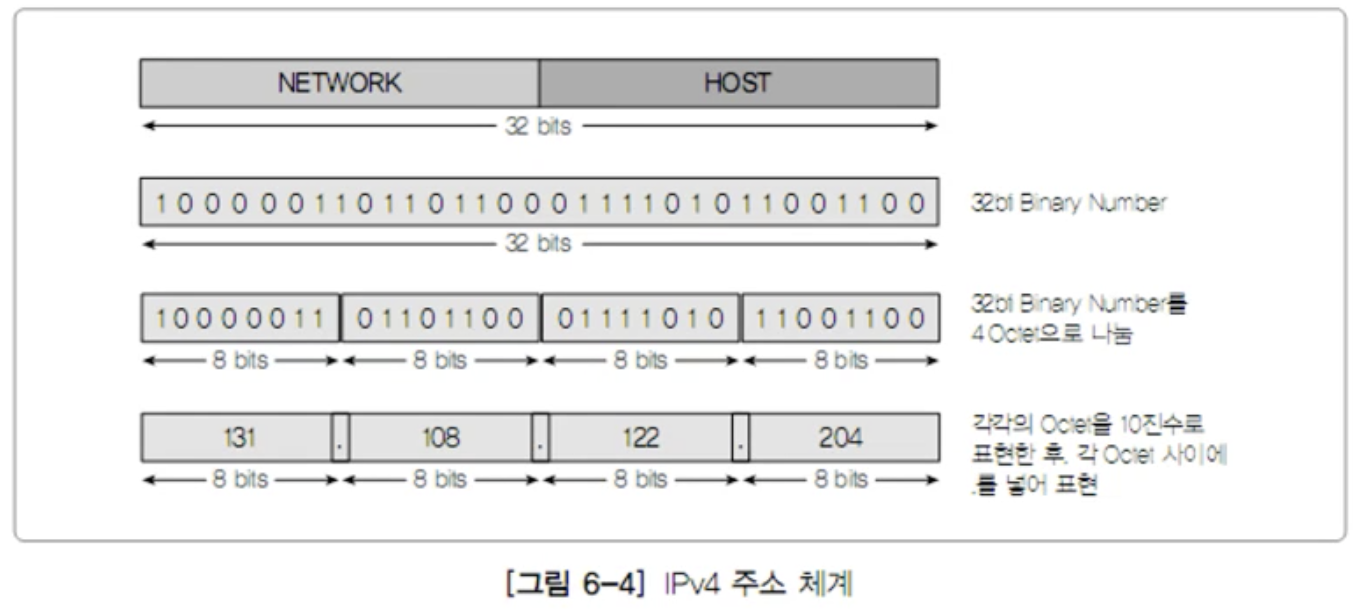 NETWORK HOST
32 bits
1 0 0 0 0 0 1 1 0 1 1 0 1 1 0 0 0 1 1 1 1 0 1 0 1 1 0 0 1 1 0 0 32bti Binary Number
32 bits
1 0 0 0 0 0 1 1 0 1 1 0 1 1 0 0 0 1 1 1 1 0 1 0 1 1 0 0 1 1 0 0 32bti Binary Number를
4 Octet으로 나눔
8 bits 8 bits 8 bits 8 bits
131 . 108 . 122 . 204 각각의 Octet을 10진수로
표현한 후, 각 Octet 사이에
.를 넣어 표현
8 bits 8 bits 8 bits 8 bits
[그림 6-4] IPv4 주소 체계